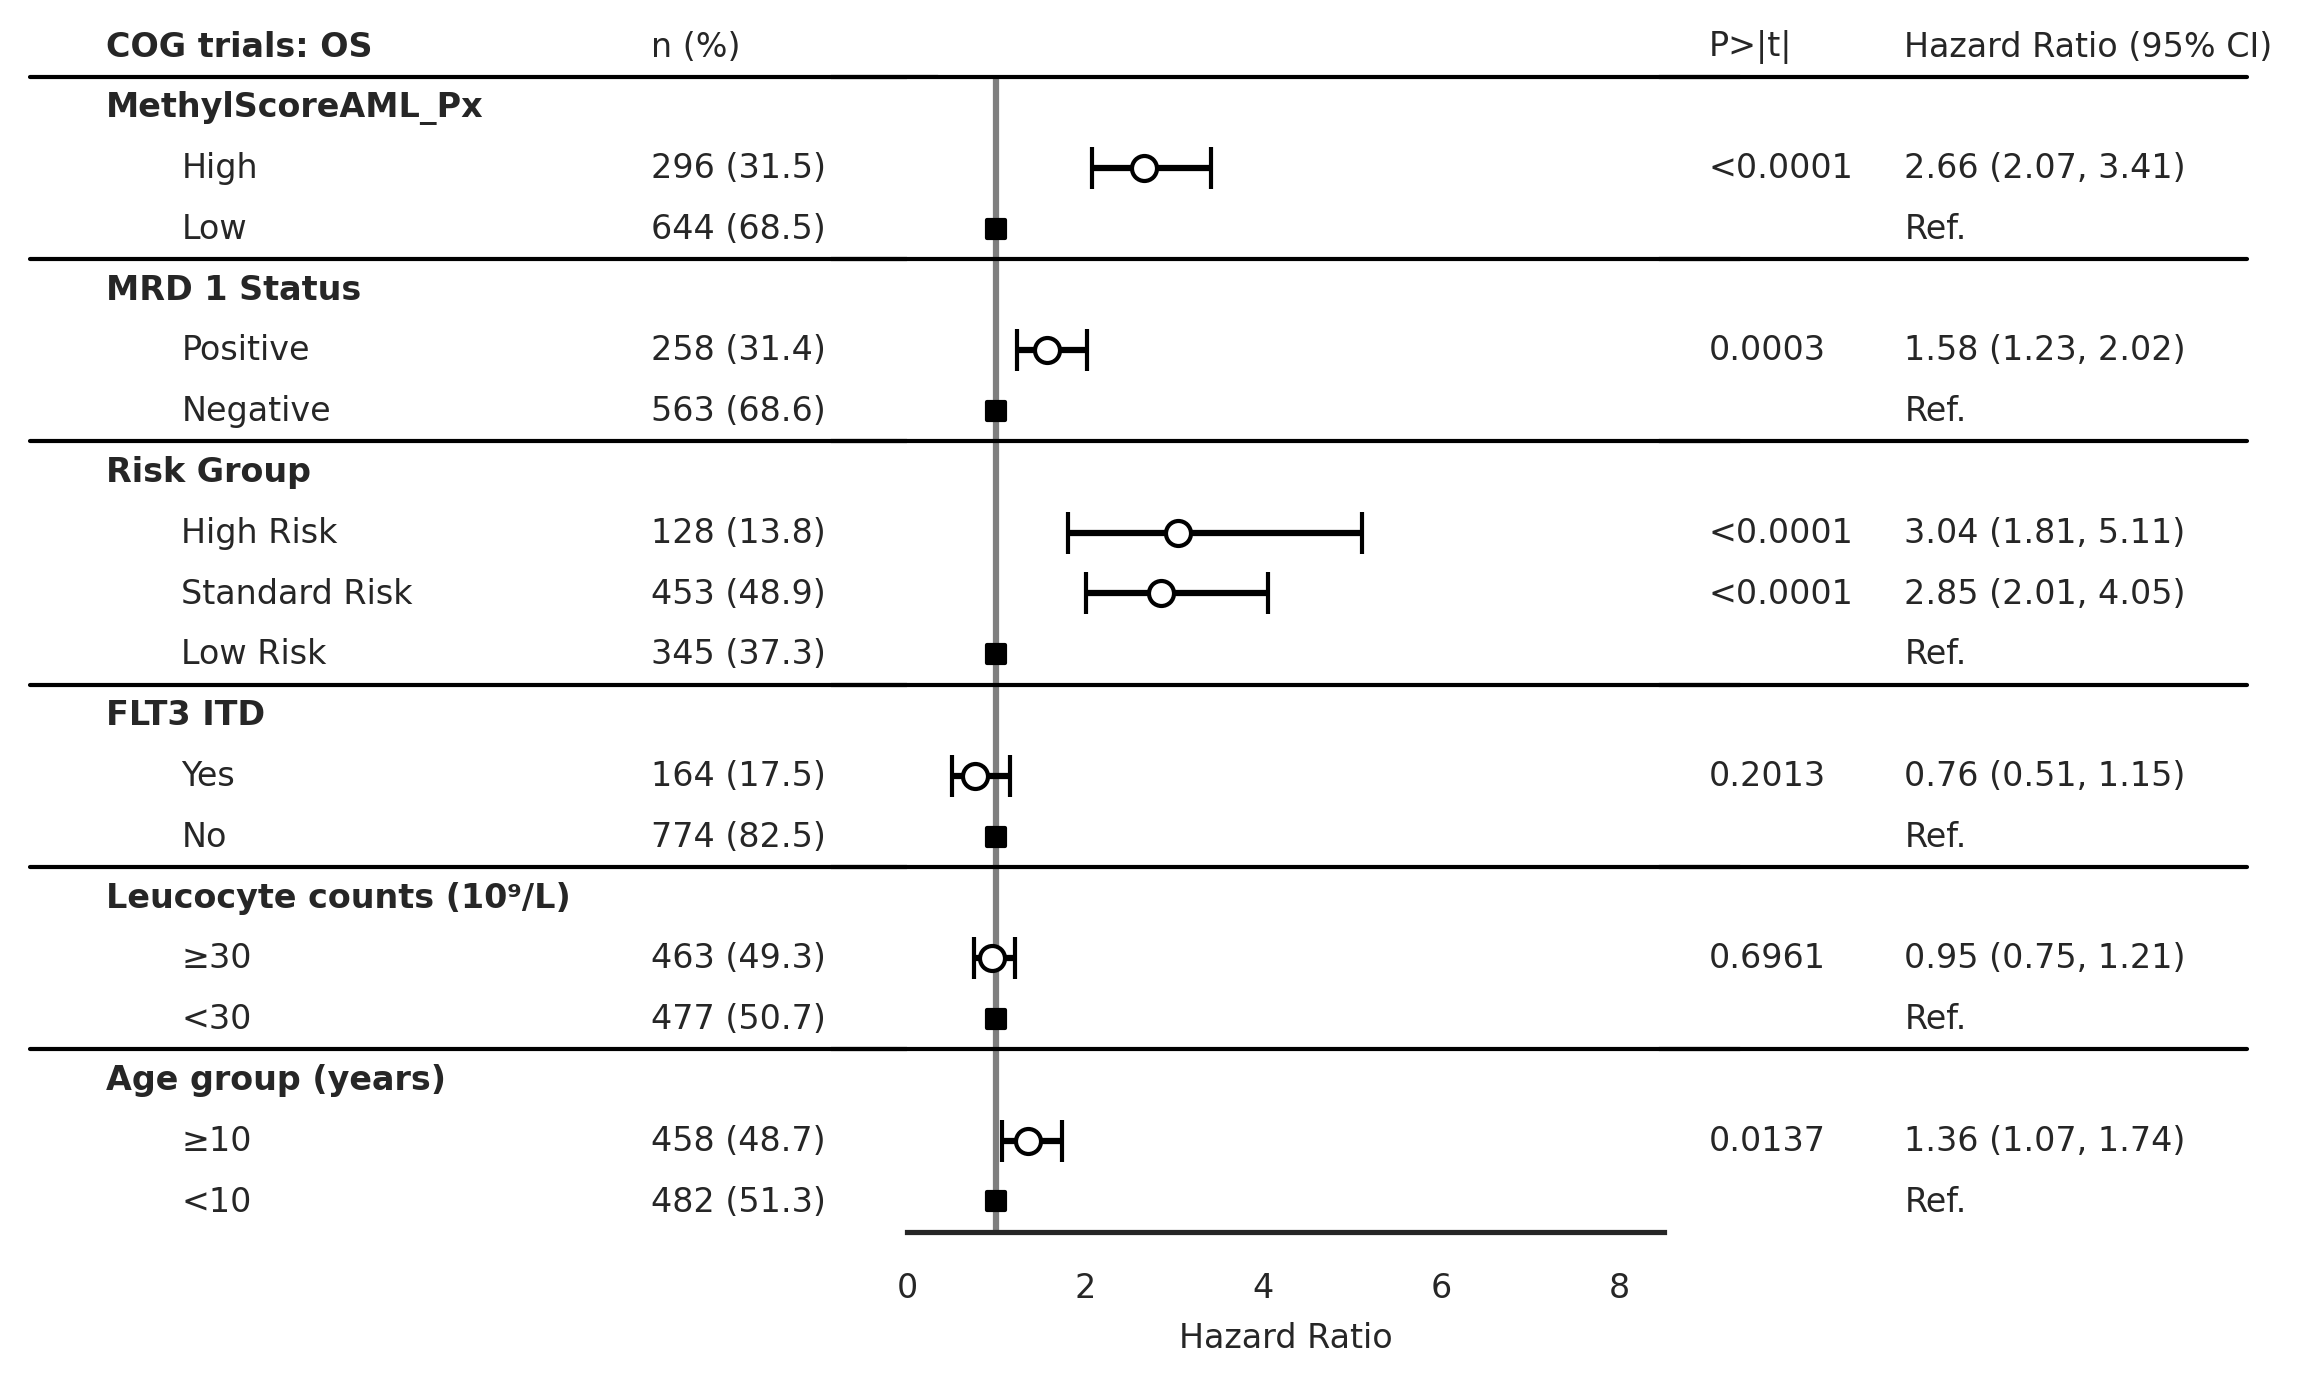 COG trials: OS n (%) P>|t| Hazard Ratio (95% CI)
MethylScoreAML_Px
High 296 (31.5) <0.0001 2.66 (2.07, 3.41)
Low 644 (68.5) Ref.
MRD 1 Status
Positive 258 (31.4) 0.0003 1.58 (1.23, 2.02)
Negative 563 (68.6) Ref.
Risk Group
High Risk 128 (13.8) <0.0001 3.04 (1.81, 5.11)
Standard Risk 453 (48.9) <0.0001 2.85 (2.01, 4.05)
Low Risk 345 (37.3) Ref.
FLT3 ITD
Yes 164 (17.5) 0.2013 0.76 (0.51, 1.15)
No 774 (82.5) Ref.
Leucocyte counts (10⁹/L)
≥30 463 (49.3) 0.6961 0.95 (0.75, 1.21)
<30 477 (50.7) Ref.
Age group (years)
≥10 458 (48.7) 0.0137 1.36 (1.07, 1.74)
<10 482 (51.3) Ref.
0 2 4 6 8
Hazard Ratio